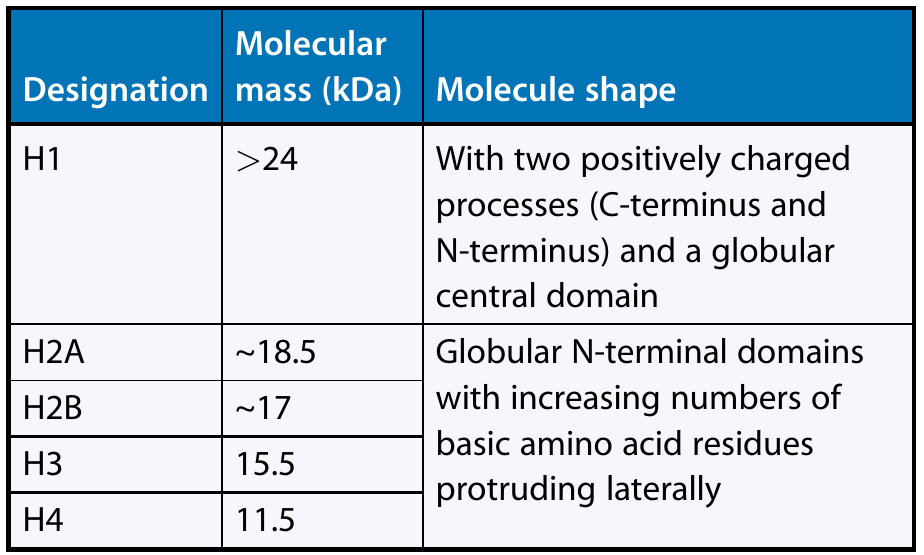 Designation
Molecular
mass (kDa)
Molecule shape
H1
>24
With two positively charged
processes (C-terminus and
N-terminus) and a globular
central domain
H2A
~18.5
Globular N-terminal domains
with increasing numbers of
basic amino acid residues
protruding laterally
H2B
~17
H3
15.5
H4
11.5